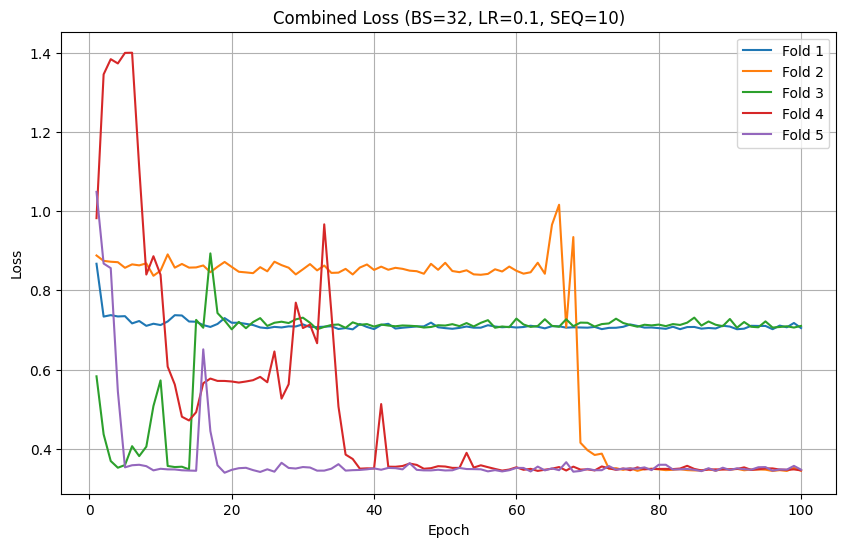 Combined Loss (BS=32, LR=0.1, SEQ=10)
Loss
1.4
1.2
1.0
0.8
0.6
0.4
Fold 1
Fold 2
Fold 3
Fold 4
Fold 5
0
20
40
60
80
100
Epoch